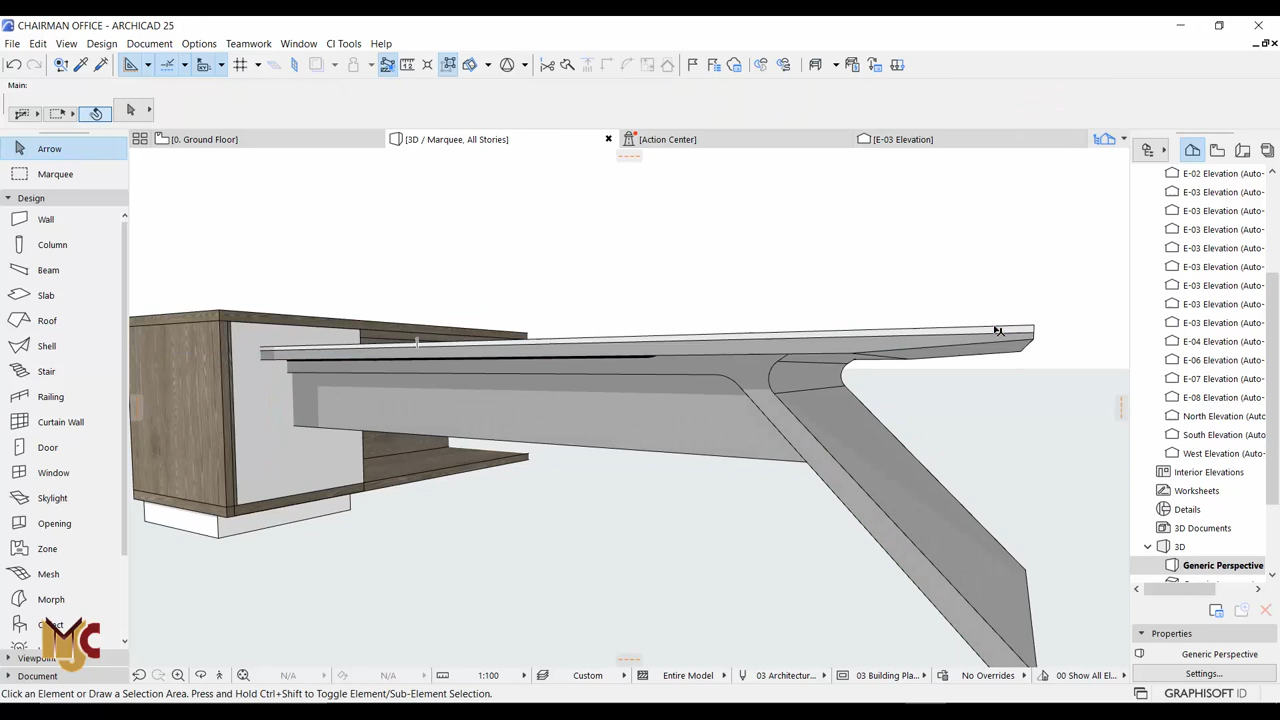 CHAIRMAN OFFICE - ARCHICAD 25
File Edit View Design Document Options Teamwork Window CI Tools Help
Main:
[0. Ground Floor]
[3D / Marquee, All Stories]
[Action Center]
[E-03 Elevation]
Arrow
Marquee
Design
Wall
Column
Beam
Slab
Roof
Shell
Stair
Railing
Curtain Wall
Door
Window
Skylight
Opening
Zone
Mesh
Morph
Document
MJC
E-02 Elevation (Auto-
E-03 Elevation (Auto-
E-03 Elevation (Auto-
E-03 Elevation (Auto-
E-03 Elevation (Auto-
E-03 Elevation (Auto-
E-03 Elevation (Auto-
E-03 Elevation (Auto-
E-03 Elevation (Auto-
E-04 Elevation (Auto-
E-06 Elevation (Auto-
E-07 Elevation (Auto-
E-08 Elevation (Auto-
North Elevation (Auto-
South Elevation (Auto-
West Elevation (Auto-
Interior Elevations
Worksheets
Details
3D Documents
3D
Generic Perspective
Properties
Generic Perspective
Settings...
N/A N/A 1:100 Custom Entire Model 03 Architectur... 03 Building Pla... No Overrides 00 Show All El...
Click an Element or Draw a Selection Area. Press and Hold Ctrl+Shift to Toggle Element/Sub-Element Selection.
GRAPHISOFT ID